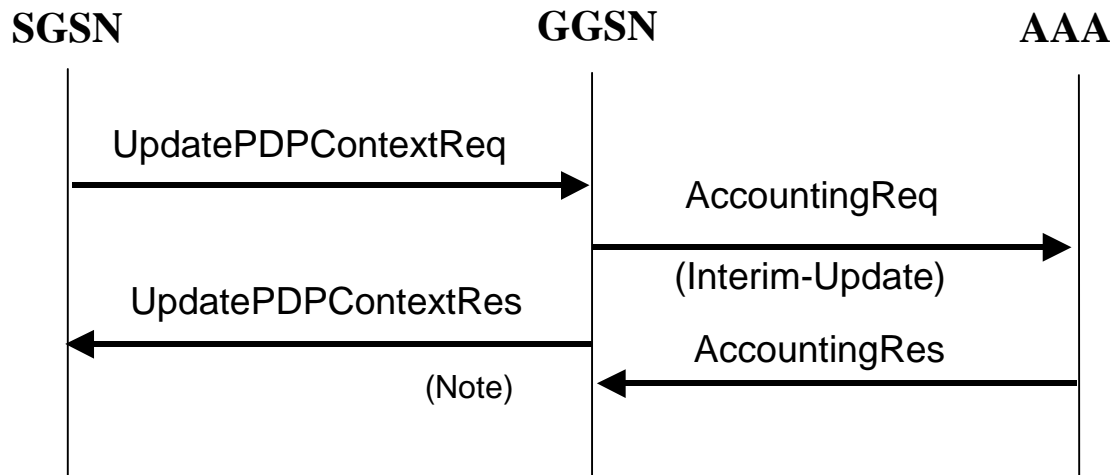 SGSN
GGSN
AAA
UpdatePDPContextReq
AccountingReq
(Interim-Update)
UpdatePDPContextRes
AccountingRes
(Note)